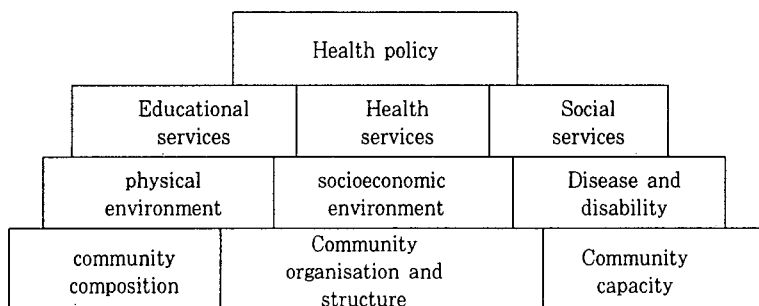 Health policy
Educational
services
Health
services
Social
services
physical
environment
socioeconomic
environment
Disease and
disability
community
composition
Community
organisation and
structure
Community
capacity